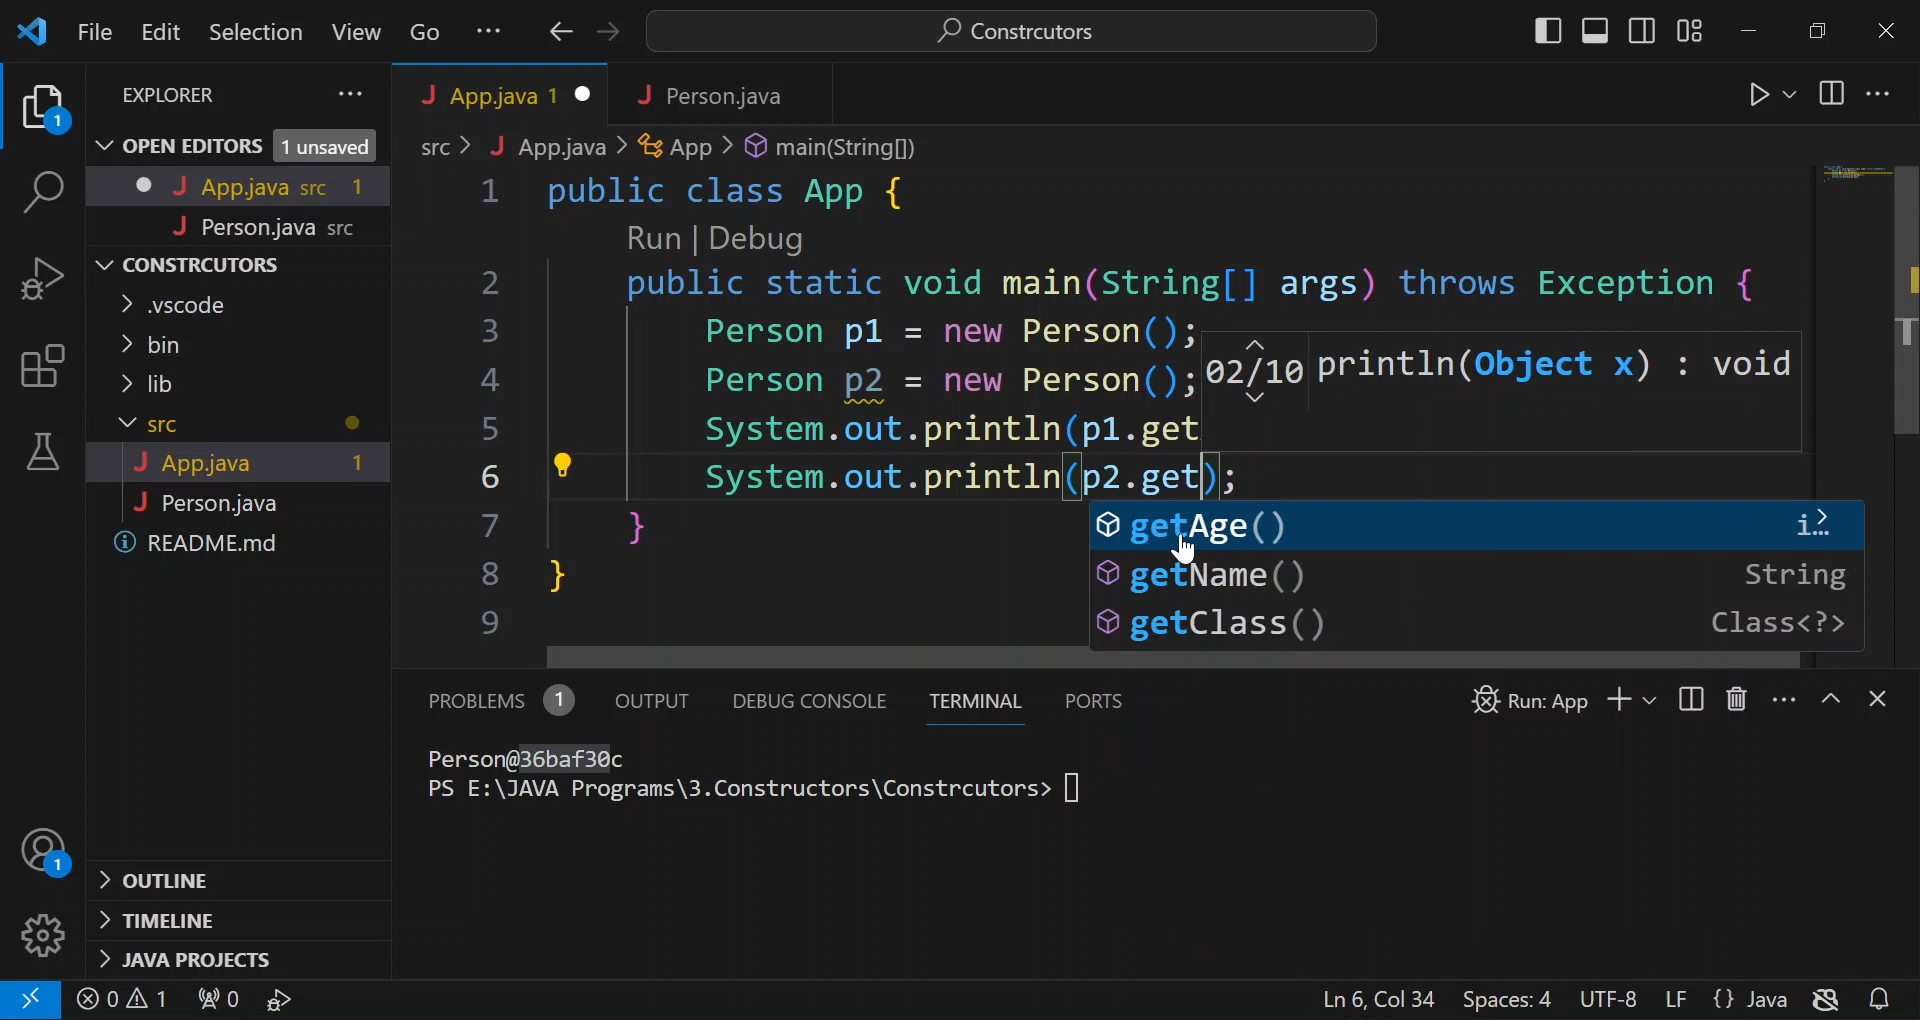 File Edit Selection View Go ··· Constrcutors
EXPLORER ···
OPEN EDITORS 1 unsaved
App.java src 1
Person.java src
CONSTRCUTORS
.vscode
bin
lib
src
App.java 1
Person.java
README.md
OUTLINE
TIMELINE
JAVA PROJECTS
App.java 1
Person.java
src > App.java > App > main(String[])
1 public class App {
Run | Debug
2 public static void main(String[] args) throws Exception {
3 Person p1 = new Person();
4 Person p2 = new Person();
5 System.out.println(p1.get
6 System.out.println(p2.get);
7 }
8 }
9
02/10 println(Object x) : void
getAge() i...
getName() String
getClass() Class<?>
PROBLEMS 1 OUTPUT DEBUG CONSOLE TERMINAL PORTS Run: App
Person@36baf30c
PS E:\JAVA Programs\3.Constructors\Constrcutors>
1
1
0 1 0 Ln 6, Col 34 Spaces: 4 UTF-8 LF {} Java